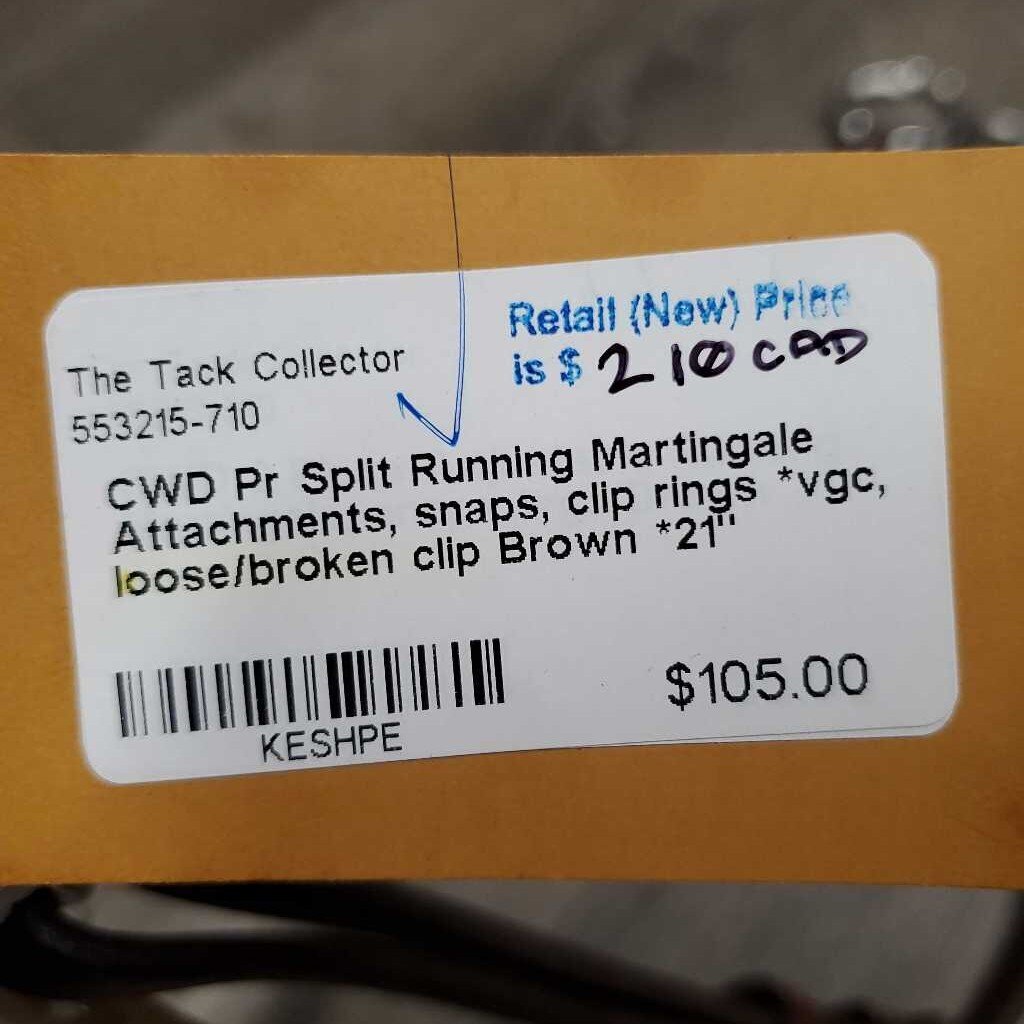 Retail (New) Price
is $ 210 CAD
The Tack Collector
553215-710
CWD Pr Split Running Martingale
Attachments, snaps, clip rings *vgc,
loose/broken clip Brown *21"
KESHPE
$105.00